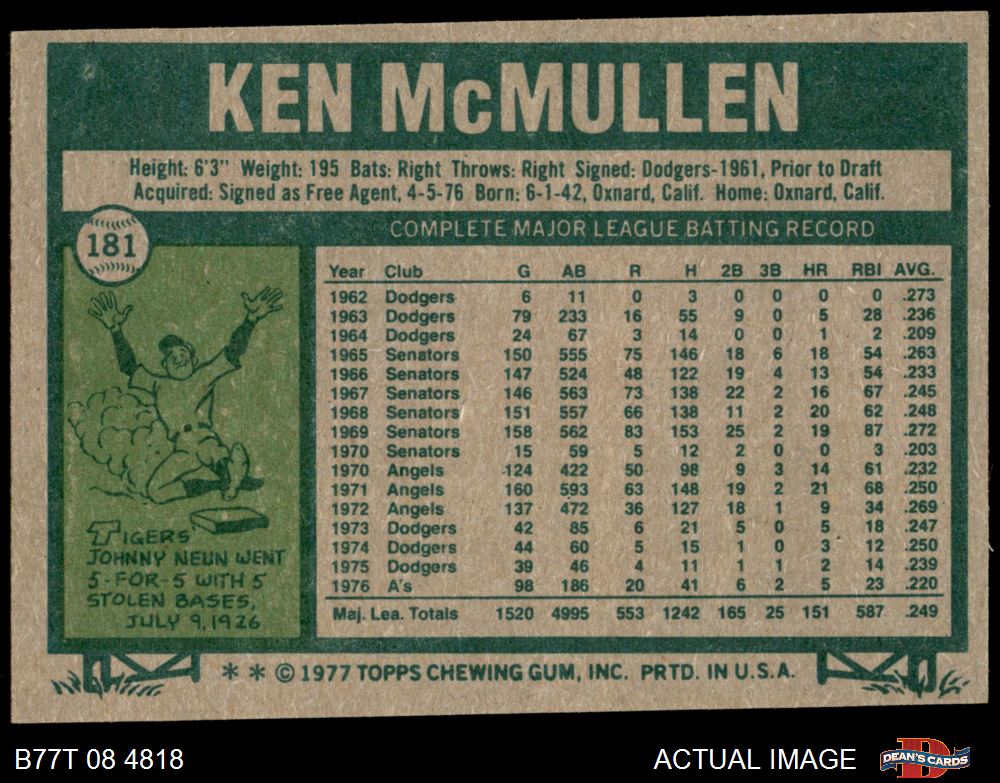 KEN McMULLEN
Height: 6'3" Weight: 195 Bats: Right Throws: Right Signed: Dodgers-1961, Prior to Draft
Acquired: Signed as Free Agent, 4-5-76 Born: 6-1-42, Oxnard, Calif. Home: Oxnard, Calif.
181
COMPLETE MAJOR LEAGUE BATTING RECORD
Year Club G AB R H 2B 3B HR RBI AVG.
1962 Dodgers 6 11 0 3 0 0 0 0 .273
1963 Dodgers 79 233 16 55 9 0 5 28 .236
1964 Dodgers 24 67 3 14 0 0 1 2 .209
1965 Senators 150 555 75 146 18 6 18 54 .263
1966 Senators 147 524 48 122 19 4 13 54 .233
1967 Senators 146 563 73 138 22 2 16 67 .245
1968 Senators 151 557 66 138 11 2 20 62 .248
1969 Senators 158 562 83 153 25 2 19 87 .272
1970 Senators 15 59 5 12 2 0 0 3 .203
1970 Angels 124 422 50 98 9 3 14 61 .232
1971 Angels 160 593 63 148 19 2 21 68 .250
1972 Angels 137 472 36 127 18 1 9 34 .269
1973 Dodgers 42 85 6 21 5 0 5 18 .247
1974 Dodgers 44 60 5 15 1 0 3 12 .250
1975 Dodgers 39 46 4 11 1 1 2 14 .239
1976 A's 98 186 20 41 6 2 5 23 .220
Maj. Lea. Totals 1520 4995 553 1242 165 25 151 587 .249
TIGERS'
JOHNNY NEUN WENT
5-FOR-5 WITH 5
STOLEN BASES,
JULY 9, 1926
* * © 1977 TOPPS CHEWING GUM, INC. PRTD. IN U.S.A.
B77T 08 4818
ACTUAL IMAGE
DEAN'S CARDS